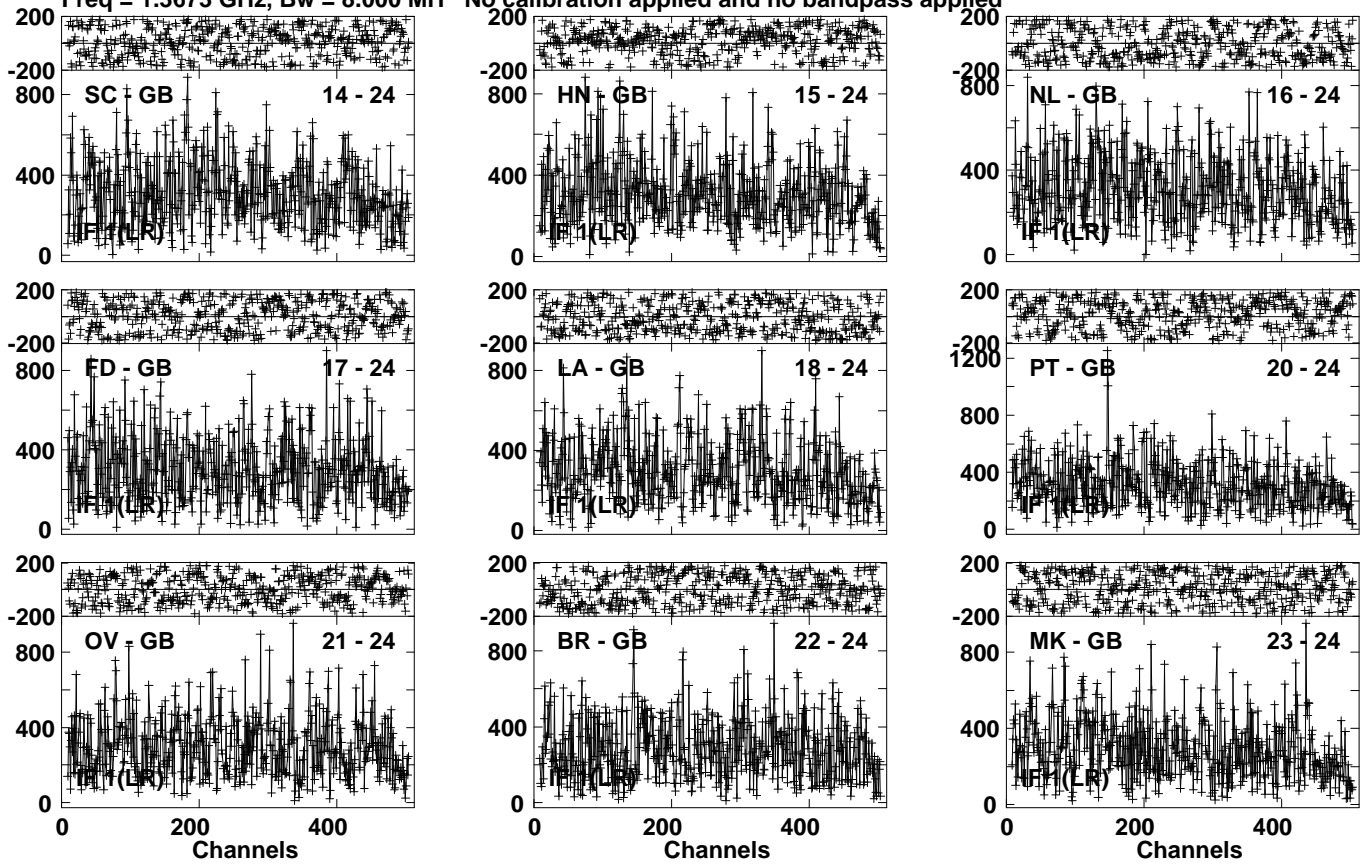 Freq = 1.3675 GHz, Bw = 8.000 MH No calibration applied and no bandpass applied
200
-200
800
400
0
SC - GB 14 - 24
IF 1(LR)
200
-200
800
400
0
HN - GB 15 - 24
IF 1(LR)
200
-200
800
400
0
NL - GB 16 - 24
IF 1(LR)
200
-200
800
400
0
FD - GB 17 - 24
IF 1(LR)
200
-200
800
400
0
LA - GB 18 - 24
IF 1(LR)
200
-200
1200
800
400
0
PT - GB 20 - 24
IF 1(LR)
200
-200
800
400
0
OV - GB 21 - 24
IF 1(LR)
0 200 400
Channels
200
-200
800
400
0
BR - GB 22 - 24
IF 1(LR)
0 200 400
Channels
200
-200
800
400
0
MK - GB 23 - 24
IF 1(LR)
0 200 400
Channels